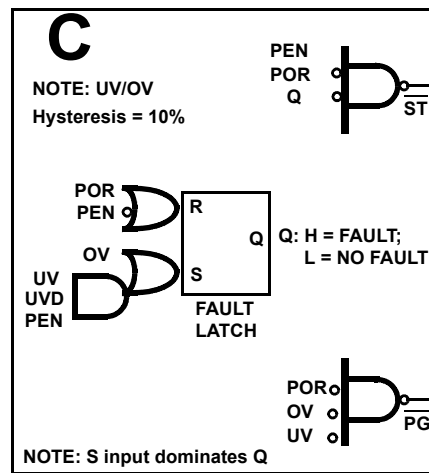 C
NOTE: UV/OV
Hysteresis = 10%
PEN
POR
Q
ST
POR
PEN
R
OV
S
Q
UV
UVD
PEN
FAULT
LATCH
Q: H = FAULT;
L = NO FAULT
POR
OV
UV
PG
NOTE: S input dominates Q